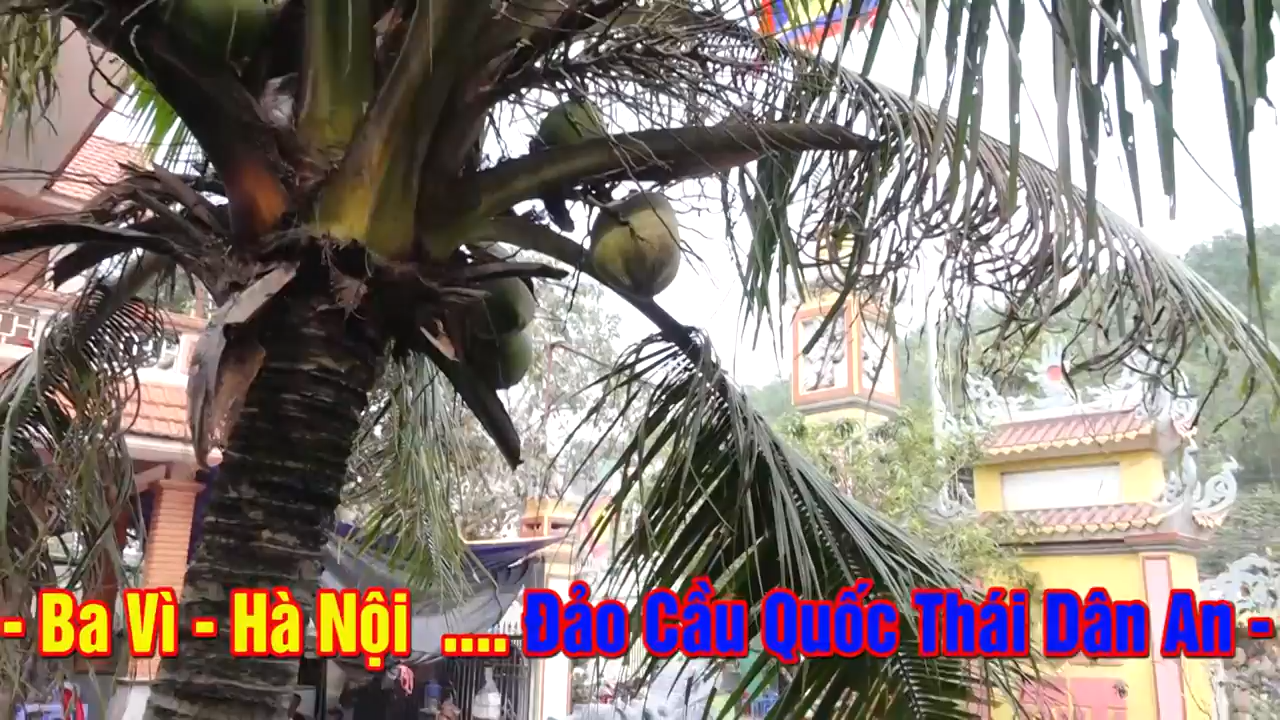 - Ba Vì - Hà Nội .... Đảo Cầu Quốc Thái Dân An -